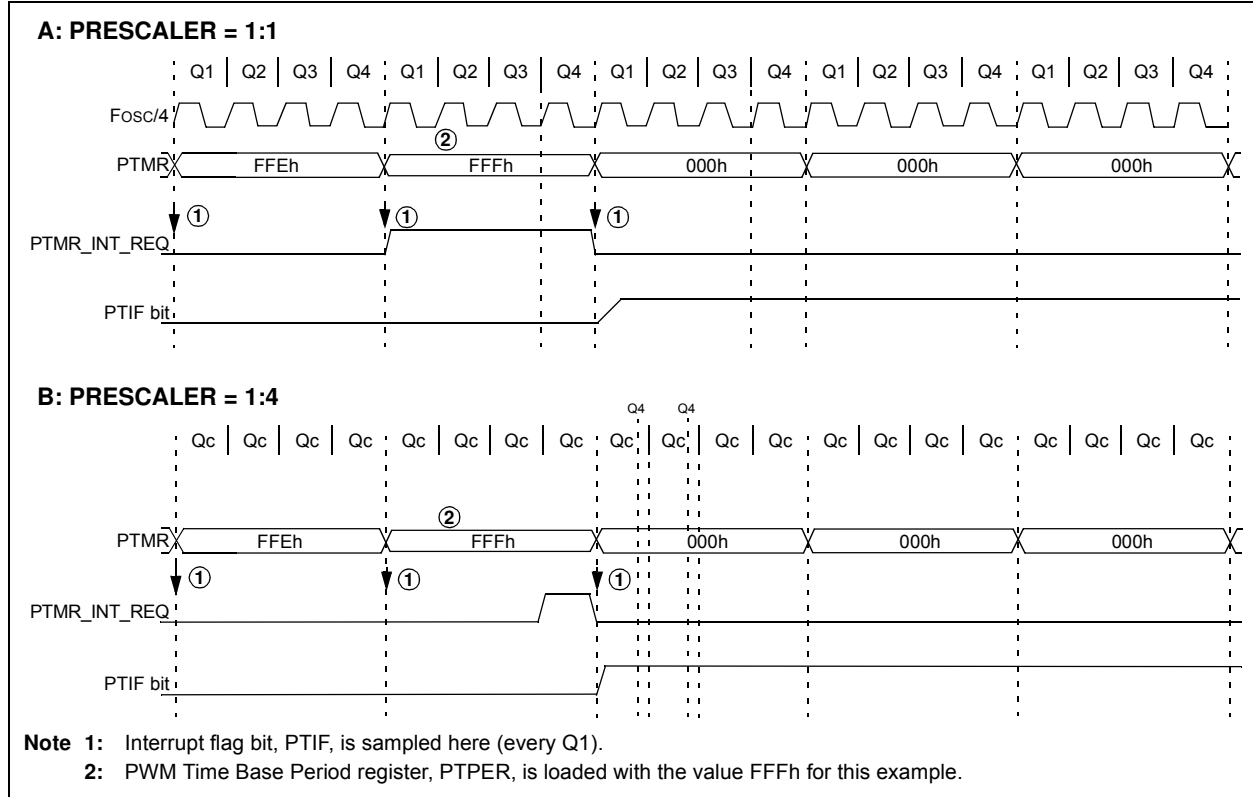 A: PRESCALER = 1:1
Q1 Q2 Q3 Q4 Q1 Q2 Q3 Q4 Q1 Q2 Q3 Q4 Q1 Q2 Q3 Q4 Q1 Q2 Q3 Q4
FOSC/4
2
PTMR FFEh FFFh 000h 000h 000h
1 1 1
PTMR_INT_REQ
PTIF bit
B: PRESCALER = 1:4
Q4 Q4
Qc Qc Qc Qc Qc Qc Qc Qc Qc Qc Qc Qc Qc Qc Qc Qc Qc Qc Qc Qc
2
PTMR FFEh FFFh 000h 000h 000h
1 1 1
PTMR_INT_REQ
PTIF bit
Note 1: Interrupt flag bit, PTIF, is sampled here (every Q1).
2: PWM Time Base Period register, PTPER, is loaded with the value FFFh for this example.